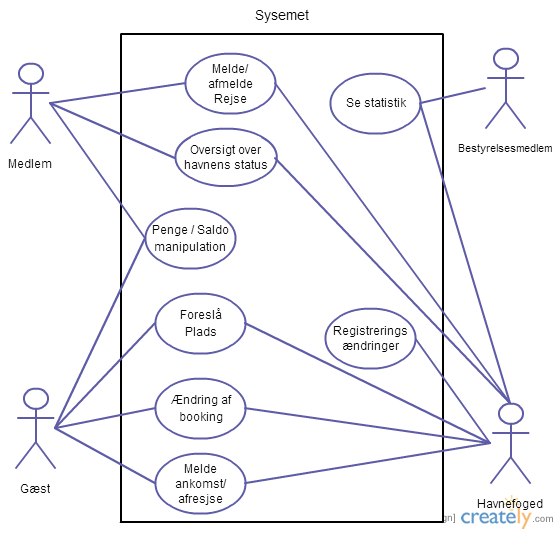 Sysemet
Melde/
afmelde
Rejse
Se statistik
Medlem
Bestyrelsesmedlem
Oversigt over
havnens status
Penge / Saldo
manipulation
Foreslå
Plads
Registrerings
ændringer
Ændring af
booking
Gæst
Melde
ankomst/
afresjse
Havnefoged
gn] creately.com